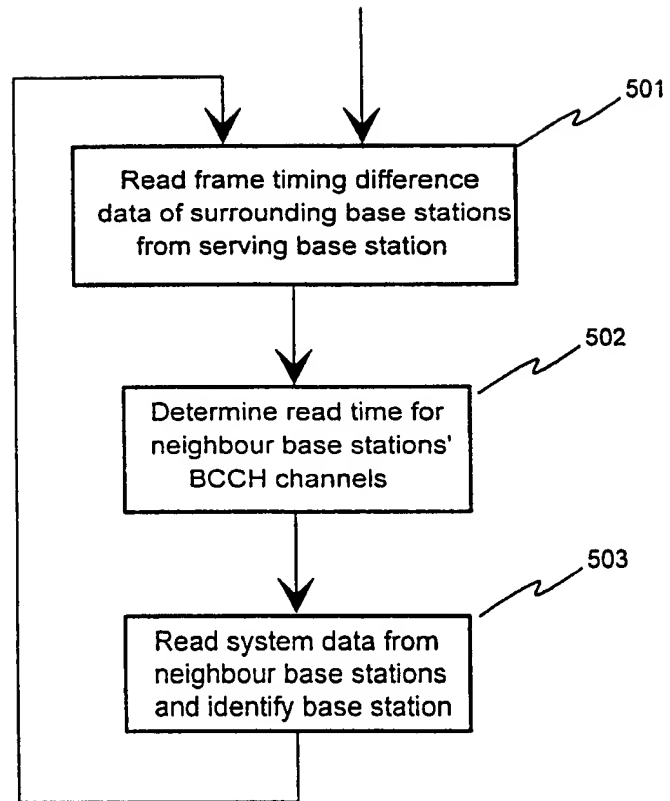 501
Read frame timing difference
data of surrounding base stations
from serving base station
502
Determine read time for
neighbour base stations'
BCCH channels
503
Read system data from
neighbour base stations
and identify base station